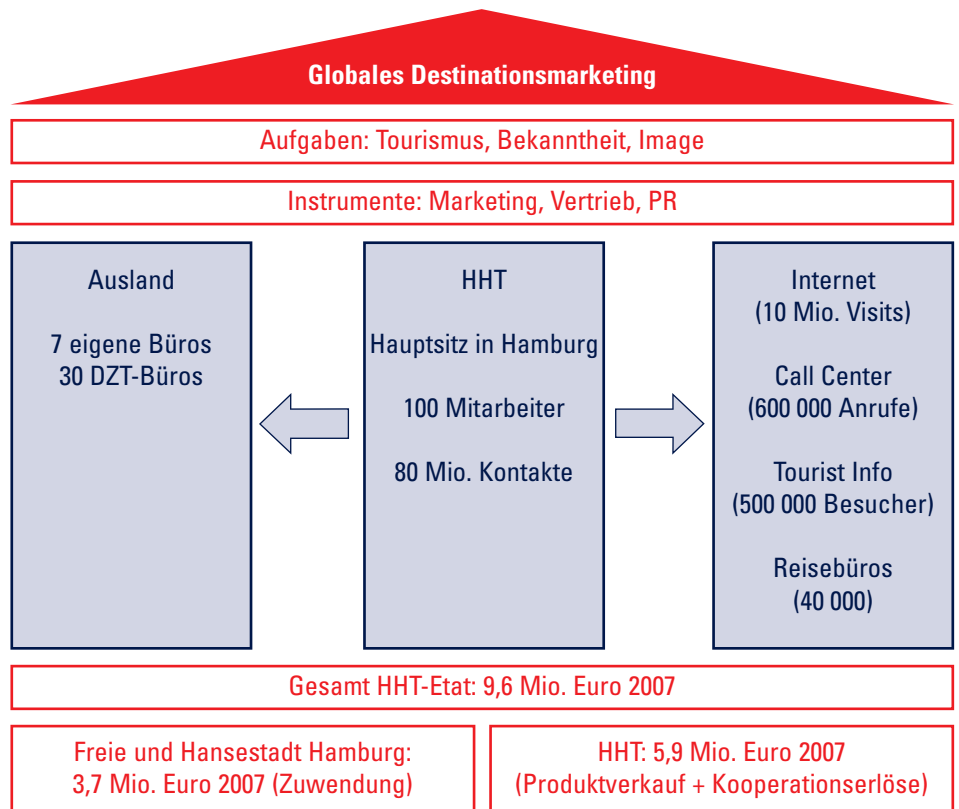 Globales Destinationsmarketing
Aufgaben: Tourismus, Bekanntheit, Image
Instrumente: Marketing, Vertrieb, PR
Ausland
7 eigene Büros
30 DZT-Büros
HHT
Hauptsitz in Hamburg
100 Mitarbeiter
80 Mio. Kontakte
Internet
(10 Mio. Visits)
Call Center
(600 000 Anrufe)
Tourist Info
(500 000 Besucher)
Reisebüros
(40 000)
Gesamt HHT-Etat: 9,6 Mio. Euro 2007
Freie und Hansestadt Hamburg:
3,7 Mio. Euro 2007 (Zuwendung)
HHT: 5,9 Mio. Euro 2007
(Produktverkauf + Kooperationserlöse)